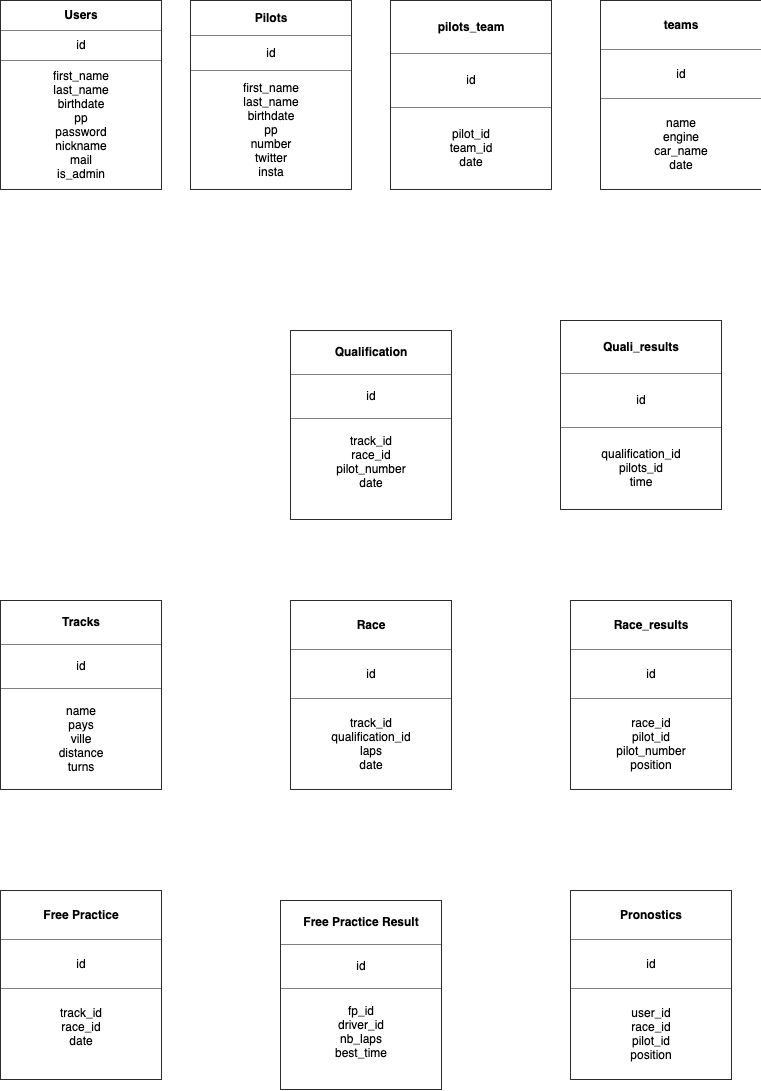 Users
id
first_name
last_name
birthdate
pp
password
nickname
mail
is_admin
Pilots
id
first_name
last_name
birthdate
pp
number
twitter
insta
pilots_team
id
pilot_id
team_id
date
teams
id
name
engine
car_name
date
Qualification
id
track_id
race_id
pilot_number
date
Quali_results
id
qualification_id
pilots_id
time
Tracks
id
name
pays
ville
distance
turns
Race
id
track_id
qualification_id
laps
date
Race_results
id
race_id
pilot_id
pilot_number
position
Free Practice
id
track_id
race_id
date
Free Practice Result
id
fp_id
driver_id
nb_laps
best_time
Pronostics
id
user_id
race_id
pilot_id
position